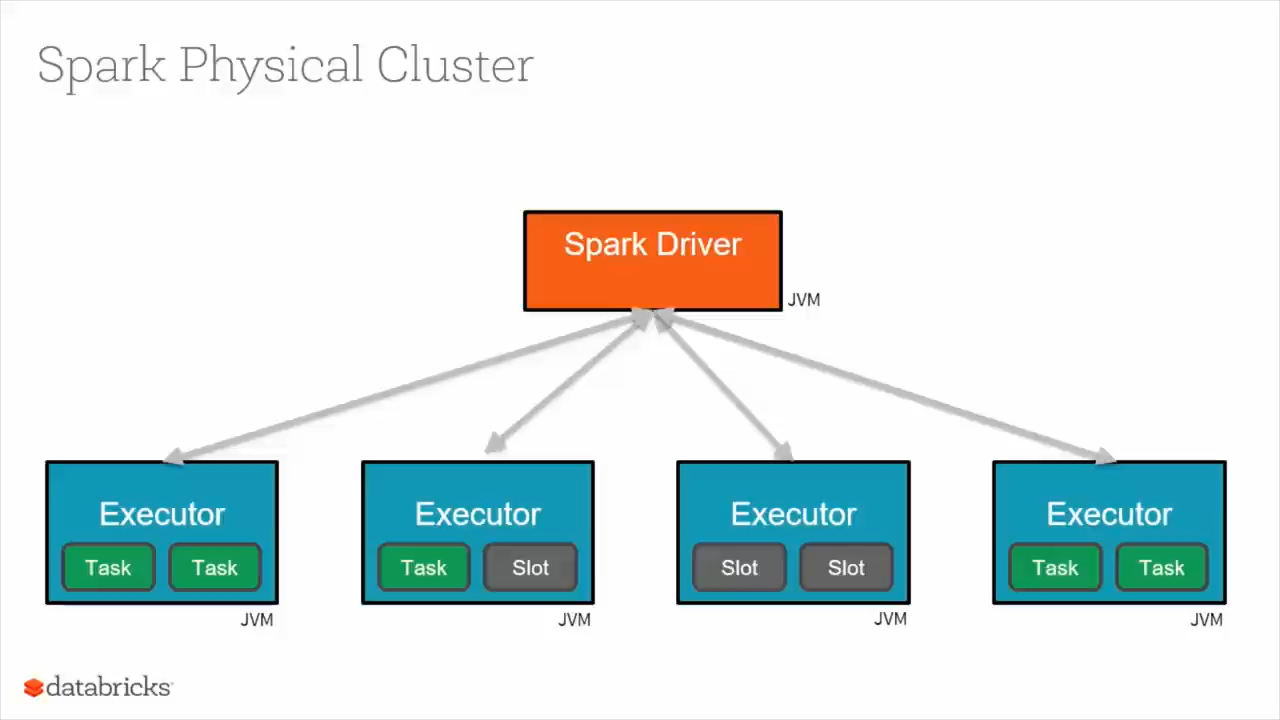 Spark Physical Cluster
Spark Driver
JVM
Executor
Task Task
JVM
Executor
Task Slot
JVM
Executor
Slot Slot
JVM
Executor
Task Task
JVM
databricks